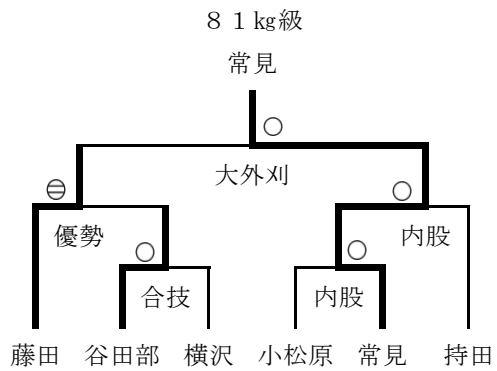 ８１㎏級
常見
○
大外刈
○
優勢
内股
○
○
合技
内股
藤田 谷田部 横沢 小松原 常見 持田